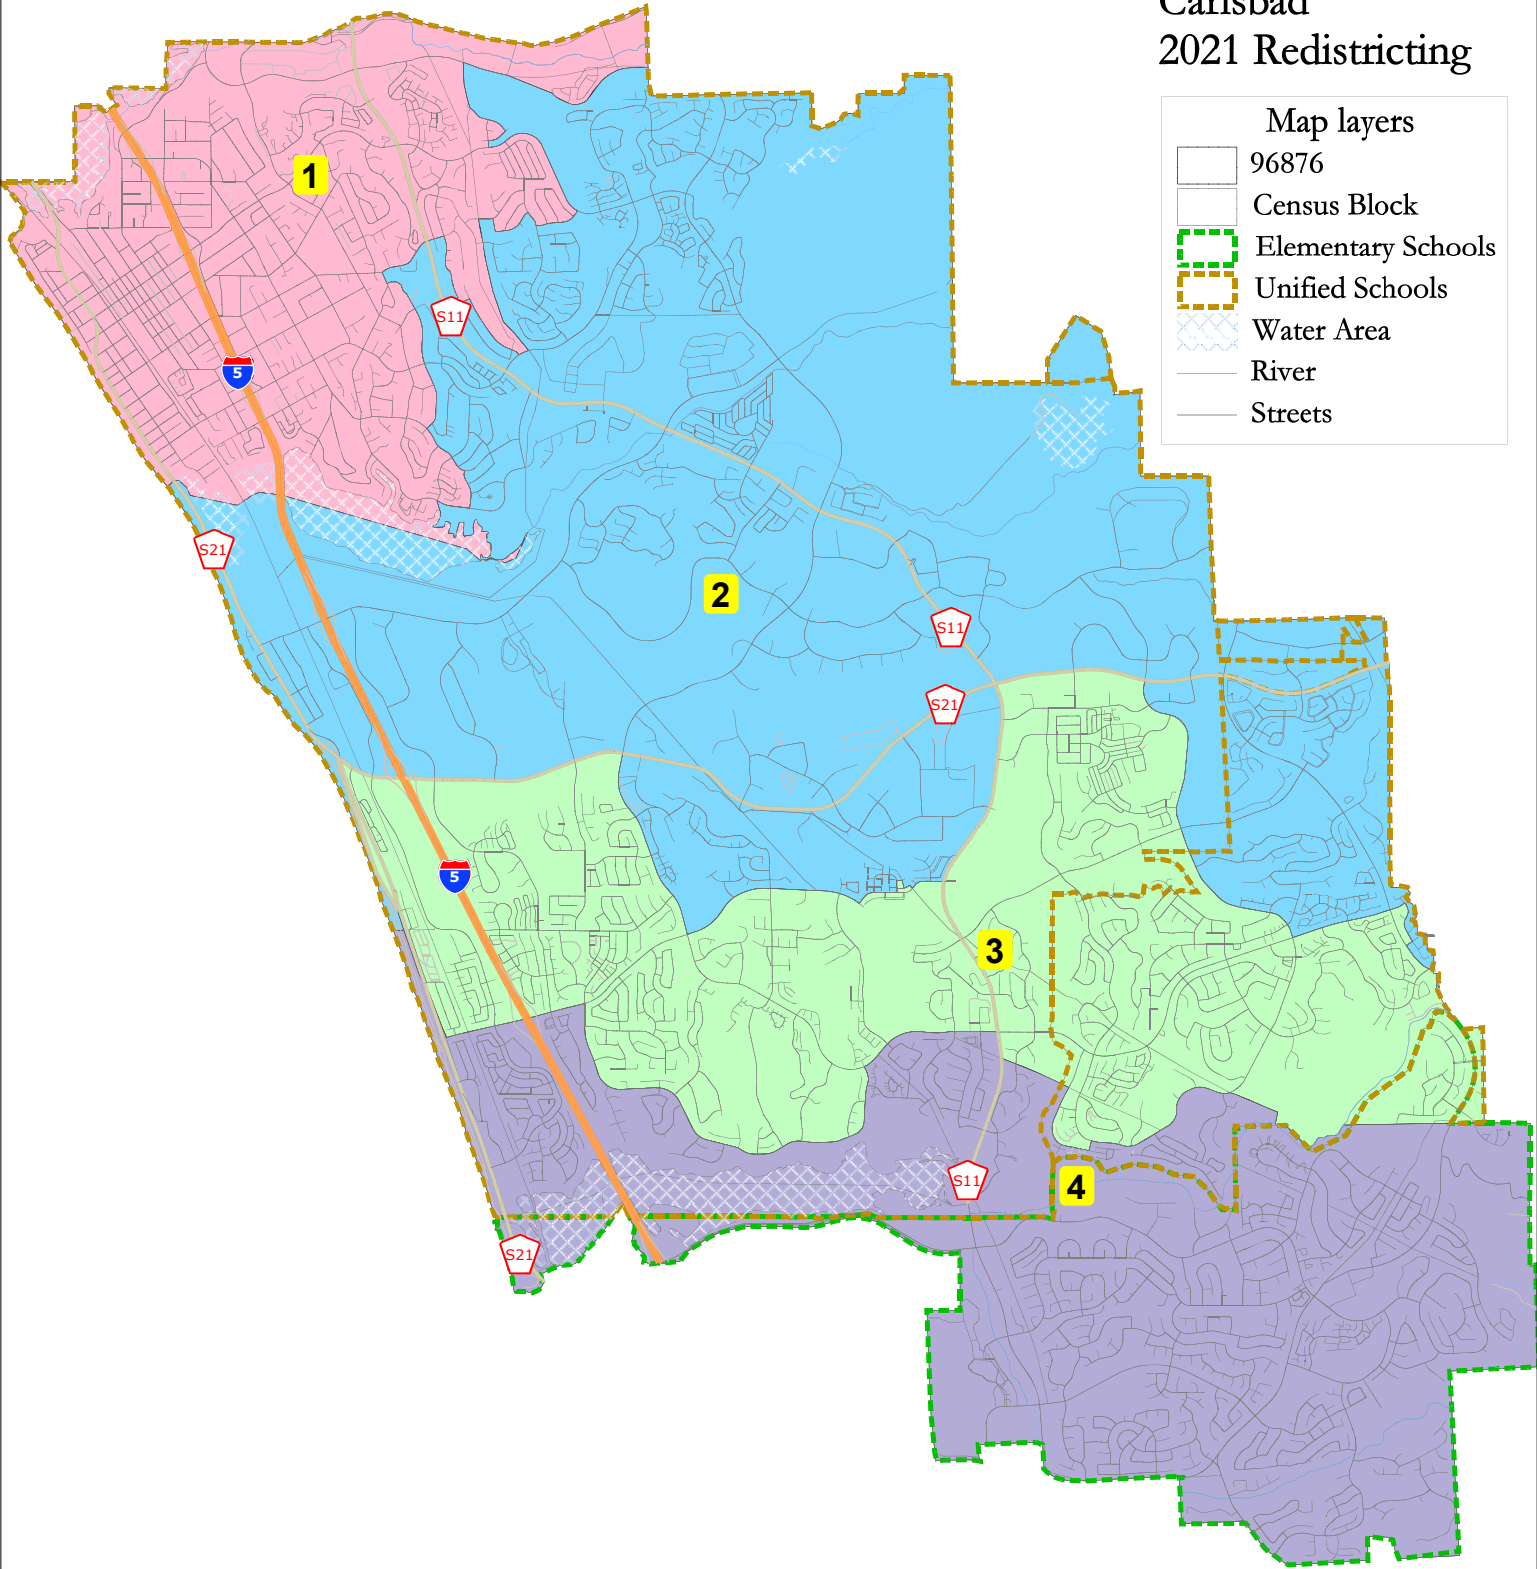 Carlsbad
2021 Redistricting
Map layers
96876
Census Block
Elementary Schools
Unified Schools
Water Area
River
Streets
1
S11
5
S21
2
S11
S21
5
3
S11
4
S21